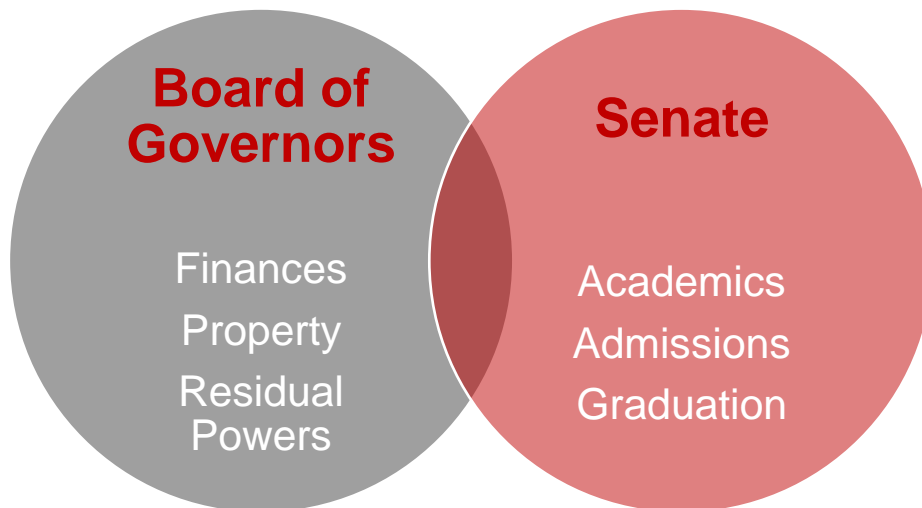 Board of
Governors
Finances
Property
Residual
Powers
Senate
Academics
Admissions
Graduation